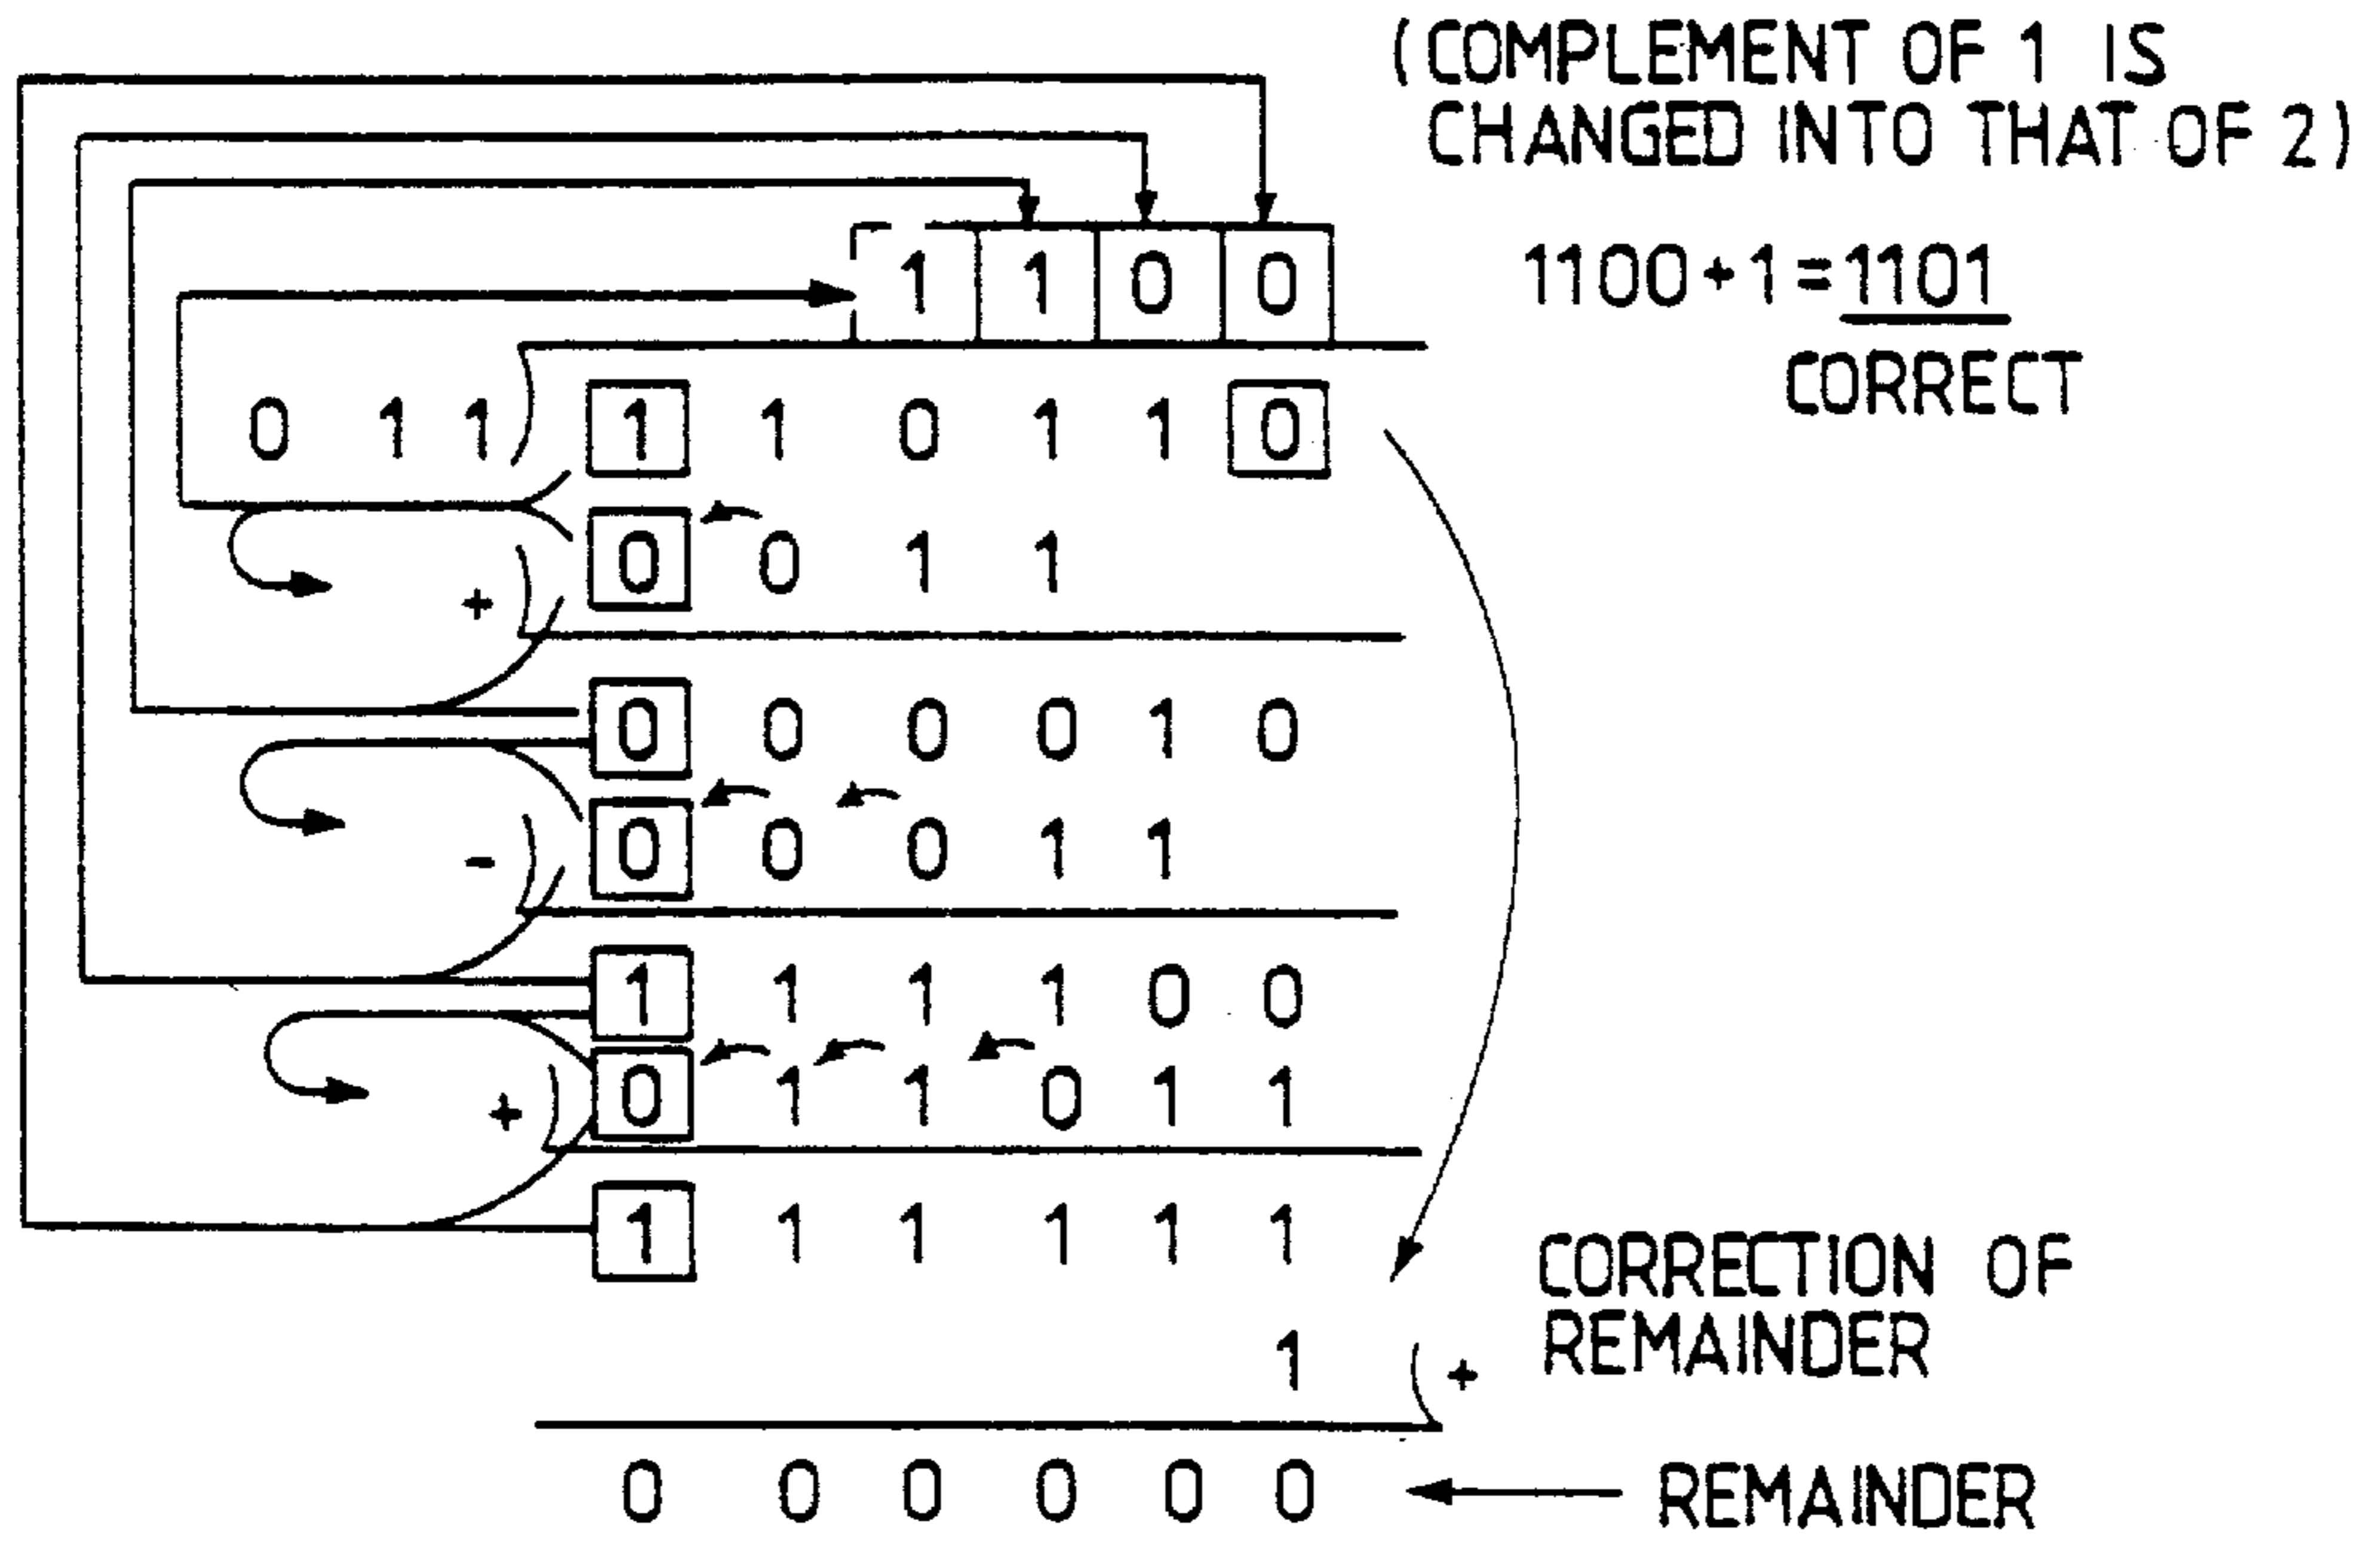 (COMPLEMENT OF 1 IS
CHANGED INTO THAT OF 2)
1 1 0 0
1100+1=1101
CORRECT
0 1 1 1 1 0 1 1 0
0 0 1 1
+
0 0 0 0 1 0
0 0 0 1 1
-
1 1 1 1 0 0
0 1 1 0 1 1
+
1 1 1 1 1 1
CORRECTION OF
REMAINDER
1 +
0 0 0 0 0 0 REMAINDER